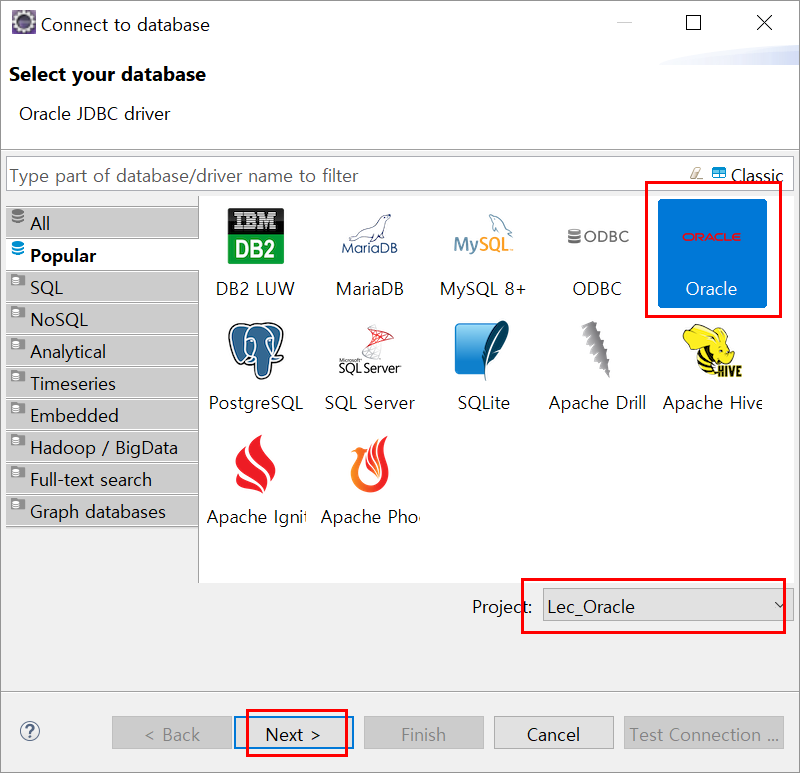 Connect to database
Select your database
Oracle JDBC driver
Type part of database/driver name to filter
Classic
All
Popular
SQL
NoSQL
Analytical
Timeseries
Embedded
Hadoop / BigData
Full-text search
Graph databases
IBM
DB2
MariaDB
MySQL
ODBC
ORACLE
DB2 LUW
MariaDB
MySQL 8+
ODBC
Oracle
Microsoft
SQL Server
HIVE
PostgreSQL
SQL Server
SQLite
Apache Drill
Apache Hive
Apache Ignit
Apache Pho
Project:
Lec_Oracle
?
< Back
Next >
Finish
Cancel
Test Connection ...